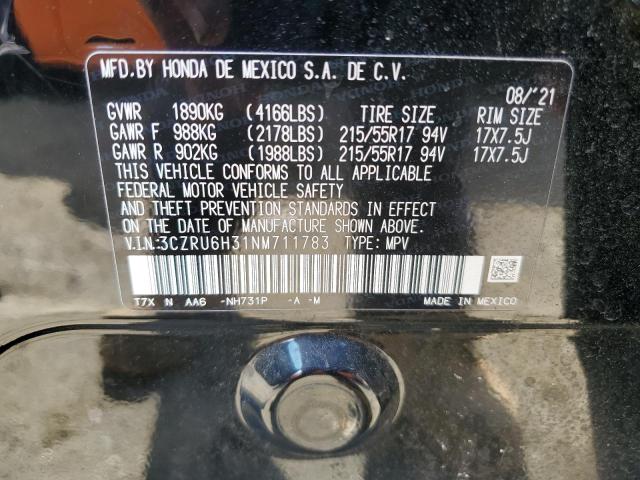 MFD.BY HONDA DE MEXICO S.A. DE C.V.
08/'21
GVWR 1890KG (4166LBS) TIRE SIZE RIM SIZE
GAWR F 988KG (2178LBS) 215/55R17 94V 17X7.5J
GAWR R 902KG (1988LBS) 215/55R17 94V 17X7.5J
THIS VEHICLE CONFORMS TO ALL APPLICABLE
FEDERAL MOTOR VEHICLE SAFETY
AND THEFT PREVENTION STANDARDS IN EFFECT
ON THE DATE OF MANUFACTURE SHOWN ABOVE.
V.I.N.:3CZRU6H31NM711783 TYPE: MPV
T7X N AA6 -NH731P -A -M MADE IN MEXICO